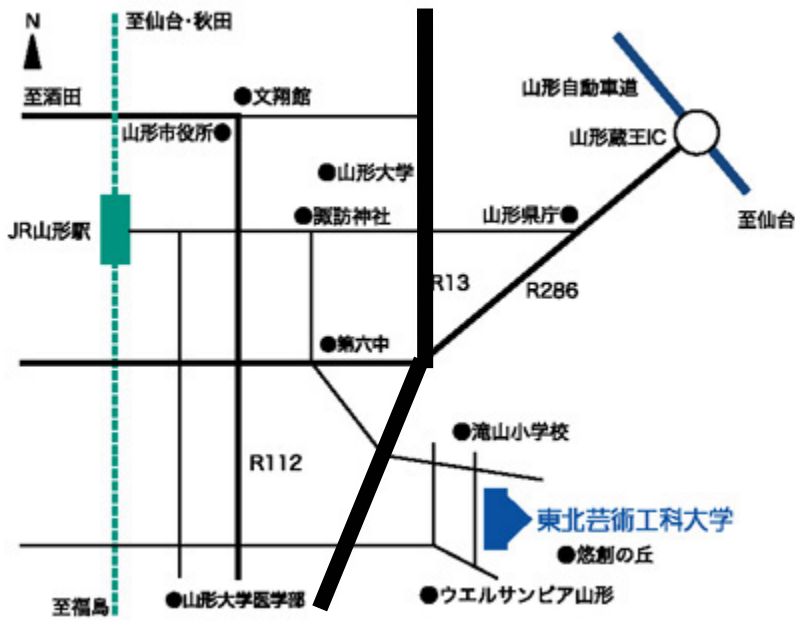 N
至仙台・秋田
至酒田
●文翔館
山形市役所●
山形自動車道
山形蔵王IC
●山形大学
●諏訪神社
山形県庁●
至仙台
JR山形駅
R13
R286
●第六中
●滝山小学校
R112
東北芸術工科大学
●悠創の丘
至福島
●山形大学医学部
●ウエルサンピア山形